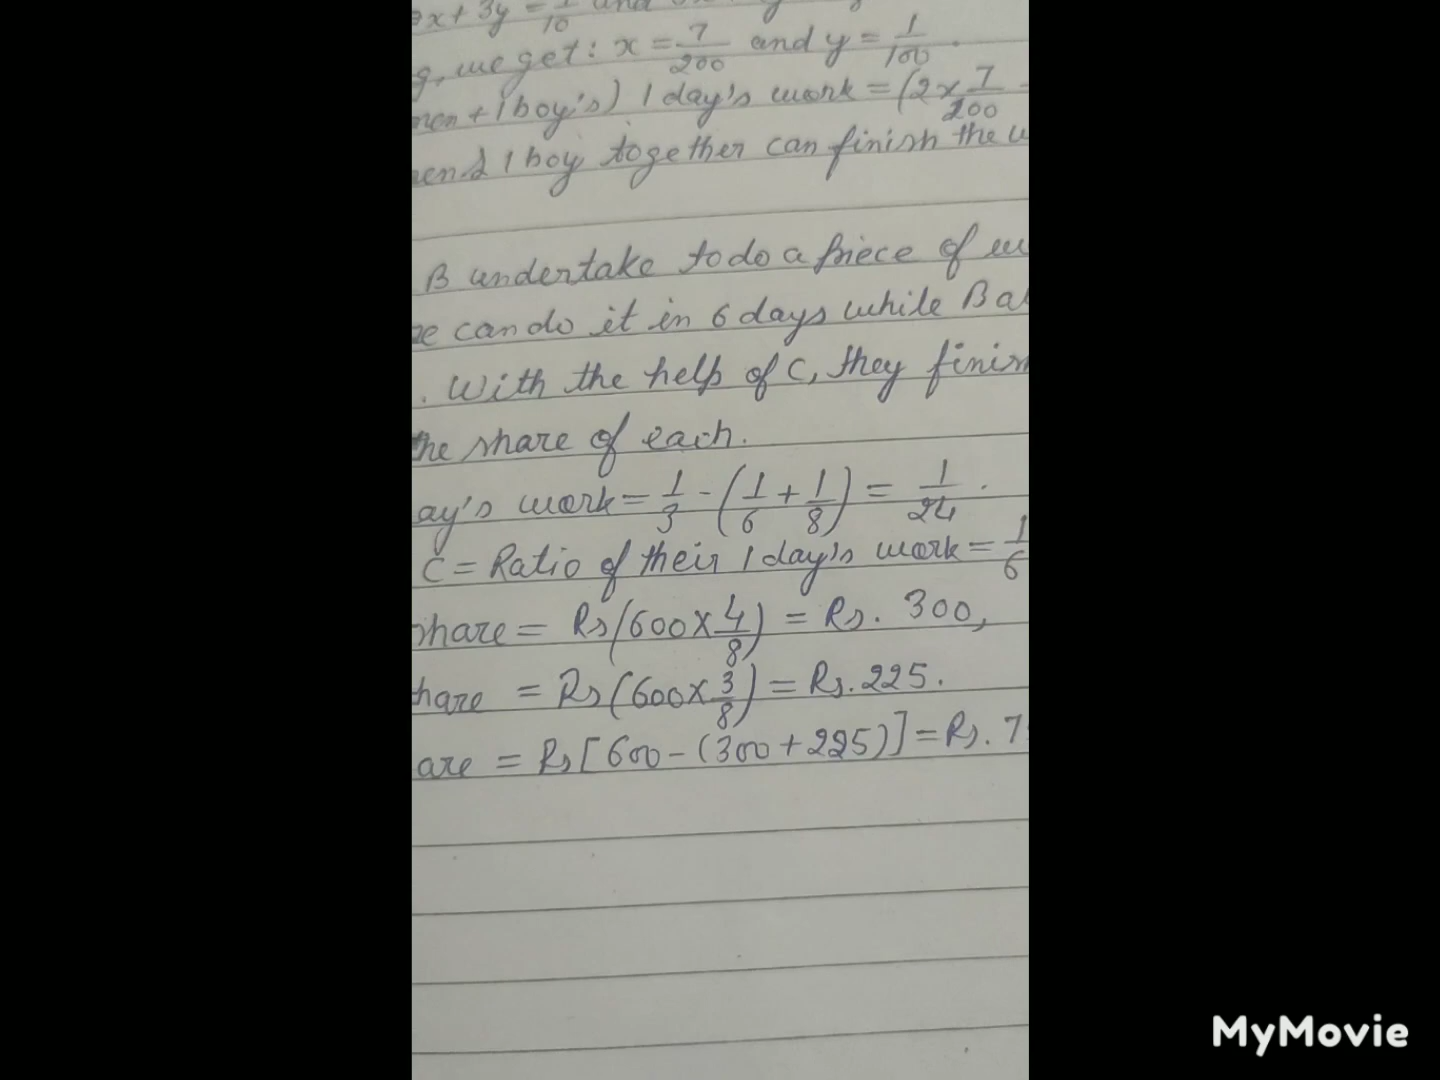 x + 3y = 1/10 and
we get: x = 7/200 and y = 1/100.
men + 1 boy's) 1 day's work = (2 × 7/200
men & 1 boy together can finish the
B undertake to do a piece of
can do it in 6 days while B
. With the help of C, they finish
the share of each.
ay's work = 1/3 - (1/6 + 1/8) = 1/24.
C = Ratio of their 1 day's work = 1/6
share = Rs (600 × 4/8) = Rs. 300,
hare = Rs (600 × 3/8) = Rs. 225.
are = Rs [600 - (300 + 225)] = Rs. 7
MyMovie